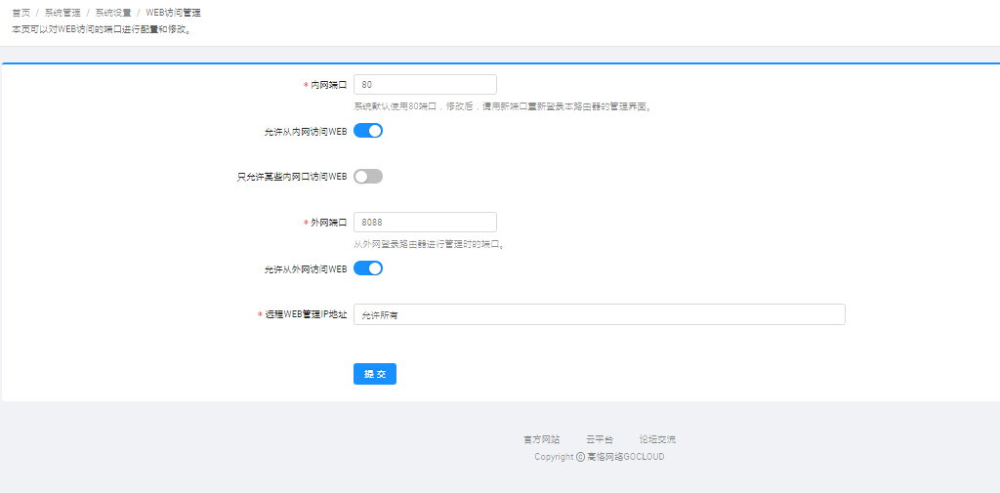 首页 / 系统管理 / 系统设置 / WEB访问管理
本页可以对WEB访问的端口进行配置和修改。
* 内网端口 80
系统默认使用80端口，修改后，请用新端口重新登录本路由器的管理界面。
允许从内网访问WEB
只允许某些内网口访问WEB
* 外网端口 8088
从外网登录路由器进行管理时的端口。
允许从外网访问WEB
* 远程WEB管理IP地址 允许所有
提 交
官方网站 云平台 论坛交流
Copyright © 高恪网络GOCLOUD